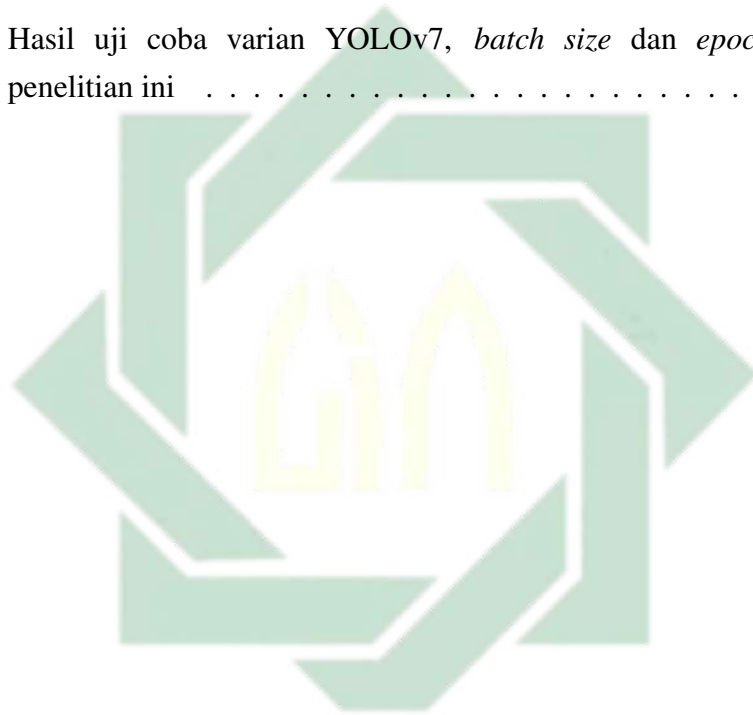 Hasil uji coba varian YOLOv7, batch size dan epoc
penelitian ini . . . . . . . . . . . . . . . . . . . . . . . .